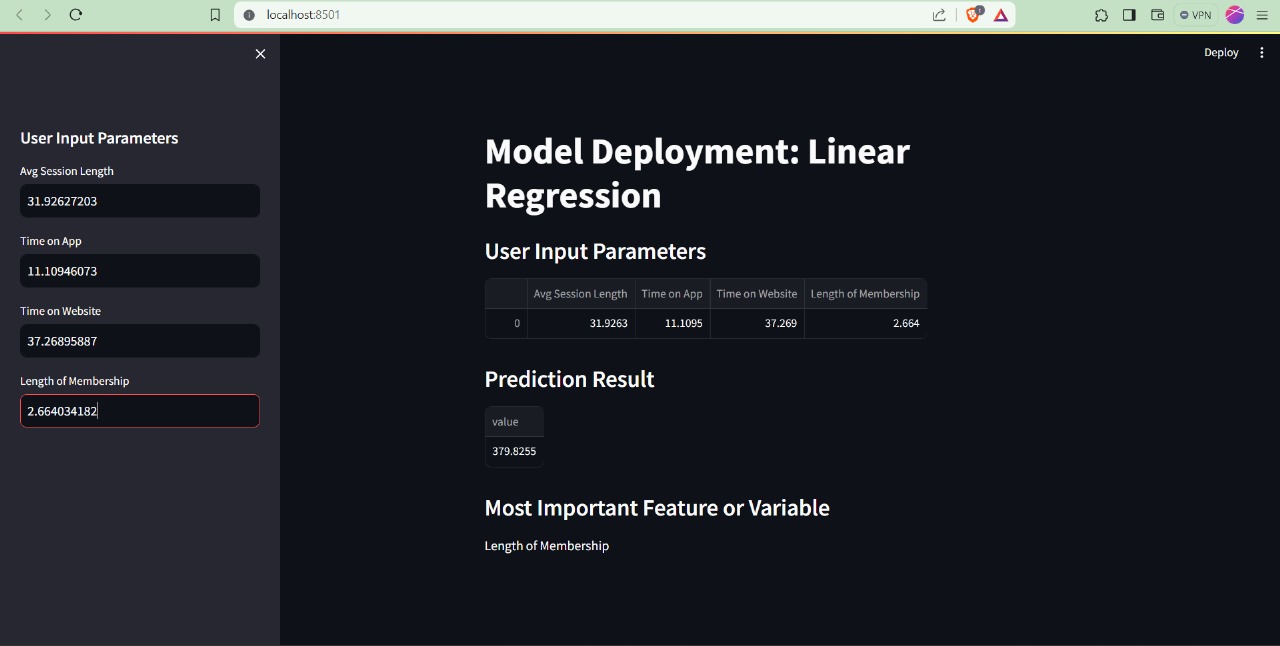 localhost:8501
VPN
Deploy
User Input Parameters
Avg Session Length
31.92627203
Time on App
11.10946073
Time on Website
37.26895887
Length of Membership
2.664034182
Model Deployment: Linear
Regression
User Input Parameters
Avg Session Length Time on App Time on Website Length of Membership
0 31.9263 11.1095 37.269 2.664
Prediction Result
value
379.8255
Most Important Feature or Variable
Length of Membership